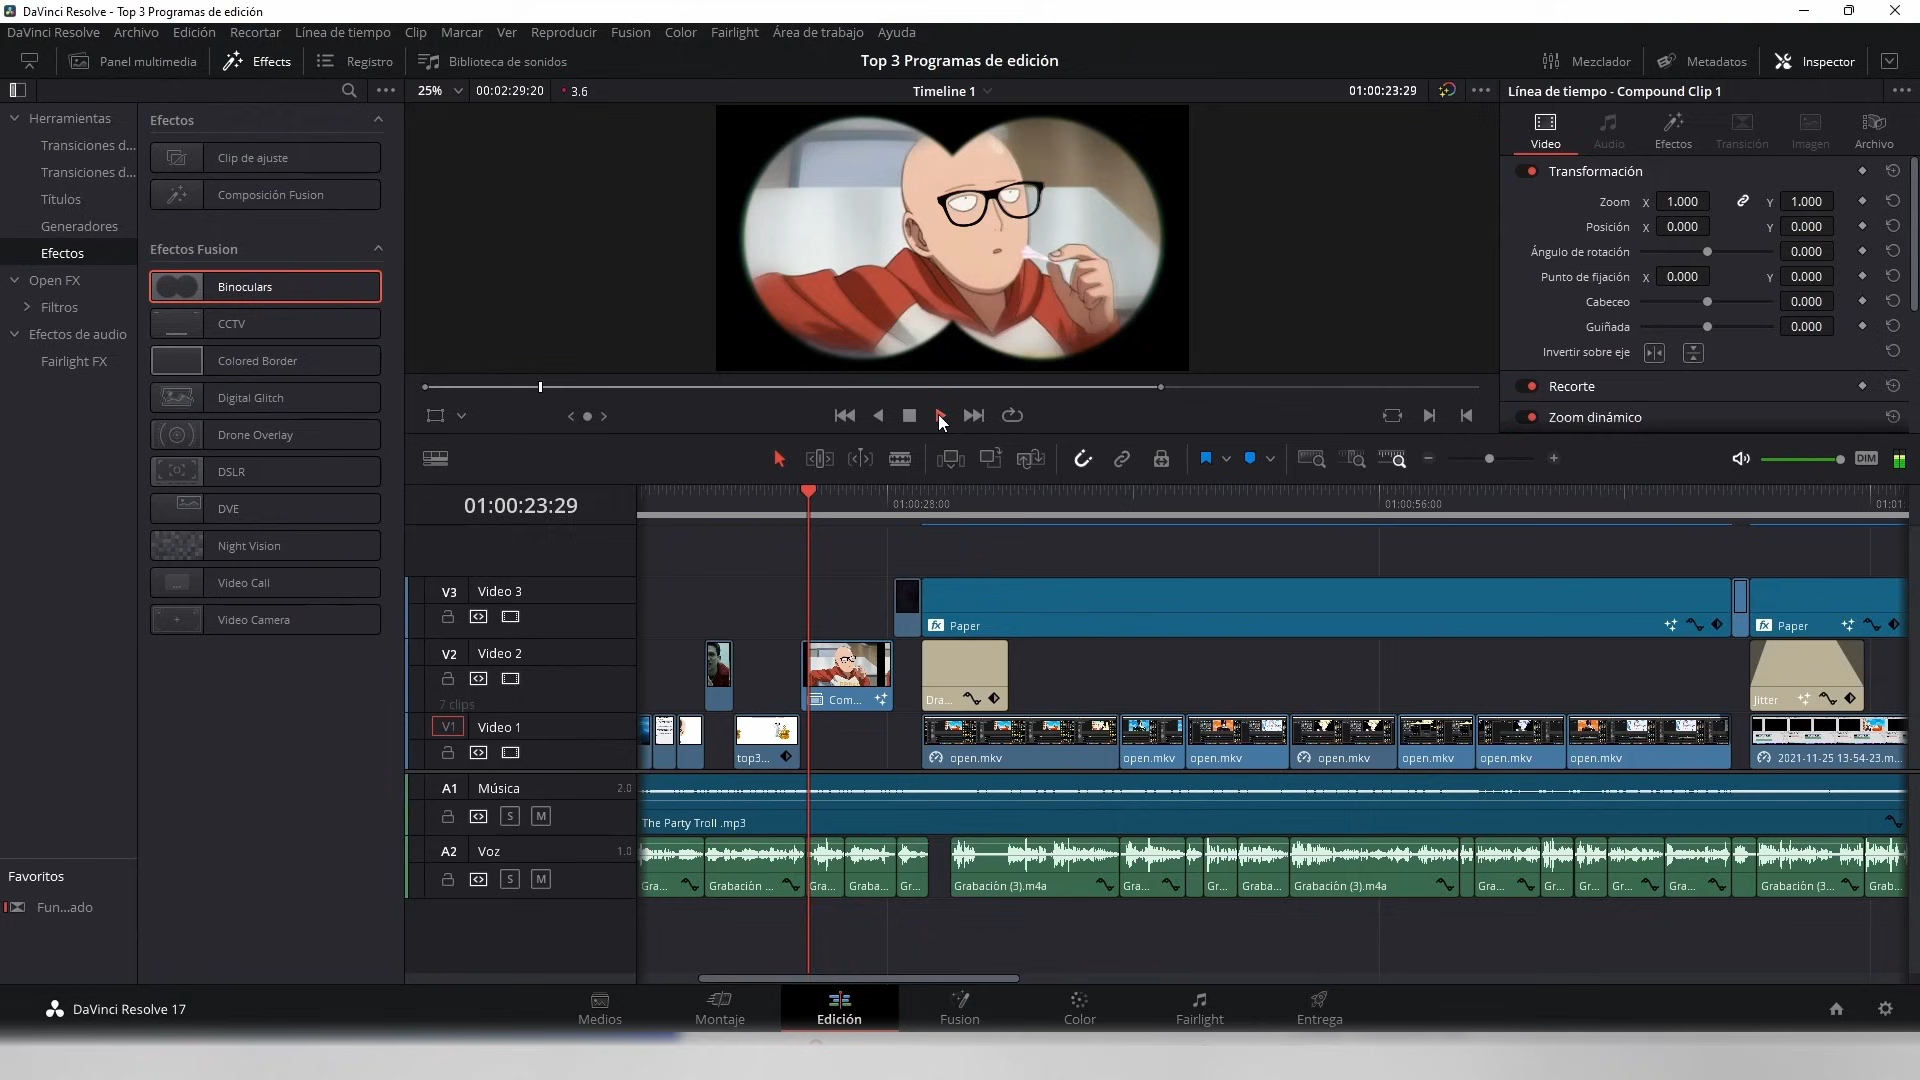 DaVinci Resolve - Top 3 Programas de edición
DaVinci Resolve Archivo Edición Recortar Línea de tiempo Clip Marcar Ver Reproducir Fusion Color Fairlight Área de trabajo Ayuda
Panel multimedia Effects Registro Biblioteca de sonidos Top 3 Programas de edición Mezclador Metadatos Inspector
25% 00:02:29:20 3.6 Timeline 1 01:00:23:29 Línea de tiempo - Compound Clip 1
Herramientas
Transiciones d...
Transiciones d...
Títulos
Generadores
Efectos
Open FX
Filtros
Efectos de audio
Fairlight FX
Favoritos
Fun...ado
Efectos
Clip de ajuste
Composición Fusion
Efectos Fusion
Binoculars
CCTV
Colored Border
Digital Glitch
Drone Overlay
DSLR
DVE
Night Vision
Video Call
Video Camera
Video Audio Efectos Transición Imagen Archivo
Transformación
Zoom X 1.000 Y 1.000
Posición X 0.000 Y 0.000
Ángulo de rotación 0.000
Punto de fijación X 0.000 Y 0.000
Cabeceo 0.000
Guiñada 0.000
Invertir sobre eje
Recorte
Zoom dinámico
DIM
01:00:23:29
01:00:28:00 01:00:56:00 01:01:
V3 Video 3
fx Paper fx Paper
V2 Video 2
7 clips
Com... Dra... Jitter
V1 Video 1
top3... open.mkv open.mkv open.mkv open.mkv open.mkv open.mkv open.mkv 2021-11-25 13-54-23.m...
A1 Música 2.0
S M
The Party Troll .mp3
A2 Voz 1.0
S M
Gra... Grabación ... Gra... Graba... Gr... Grabación (3).m4a Gra... Gr... Graba... Grabación (3).m4a Gra... Gr... Gr... Gr... Gra... Grabación (3... Grab...
DaVinci Resolve 17
Medios Montaje Edición Fusion Color Fairlight Entrega